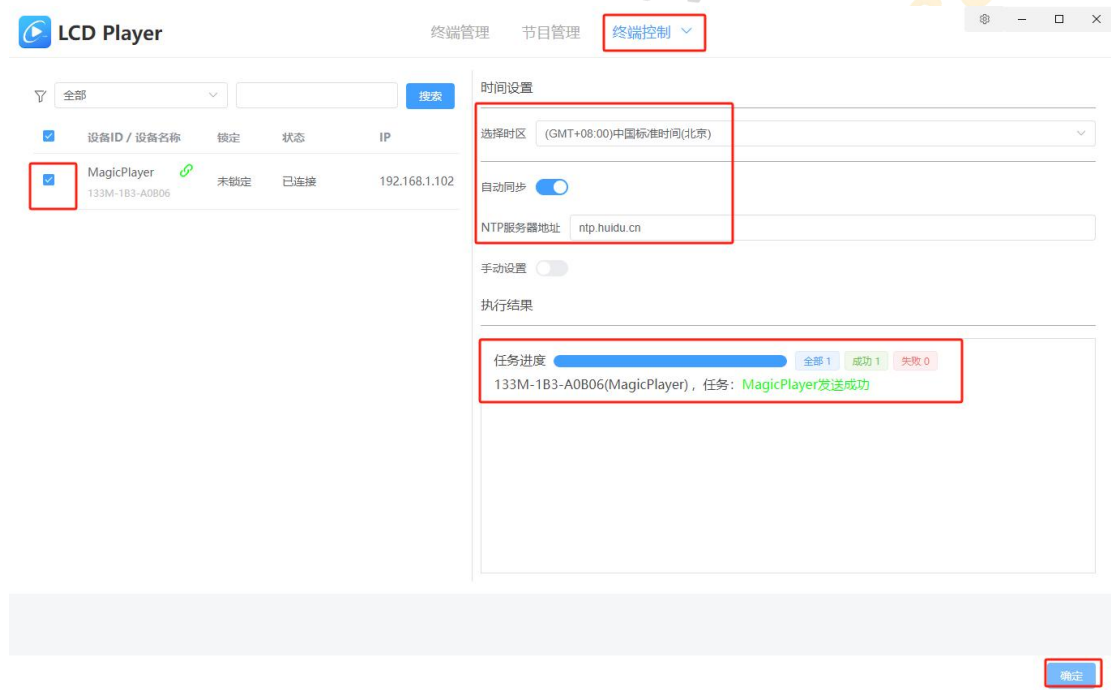 LCD Player
终端管理 节目管理 终端控制
全部 搜索
设备ID / 设备名称 锁定 状态 IP
MagicPlayer 未锁定 已连接 192.168.1.102
133M-1B3-A0B06
时间设置
选择时区 (GMT+08:00)中国标准时间(北京)
自动同步
NTP服务器地址 ntp.huidu.cn
手动设置
执行结果
任务进度 全部 1 成功 1 失败 0
133M-1B3-A0B06(MagicPlayer) , 任务: MagicPlayer发送成功
确定